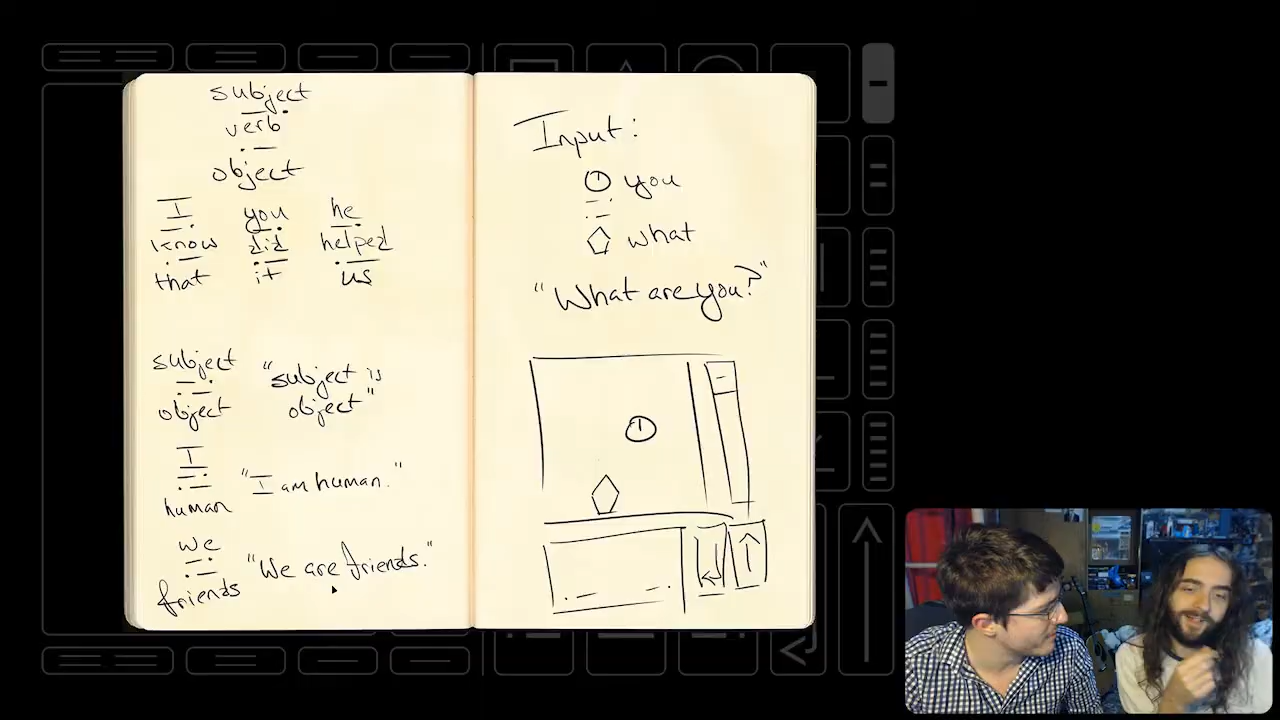 subject
verb
object
I you he
know did helped
that it us
subject "subject is
object object"
I
human "I am human."
we
friends "We are friends."
Input:
you
what
"What are you?"